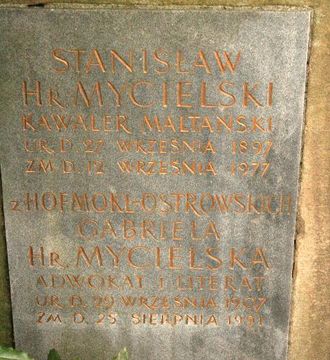 STANISŁAW
HR. MYCIELSKI
KAWALER MALTAŃSKI
UR. D. 27 WRZEŚNIA 1897
ZM. D. 12 WRZEŚNIA 1977
Z HOFMOKL-OSTROWSKICH
GABRIELA
HR. MYCIELSKA
ADWOKAT I LITERAT
UR. D. 29 WRZEŚNIA 1907
ZM. D. 25 SIERPNIA